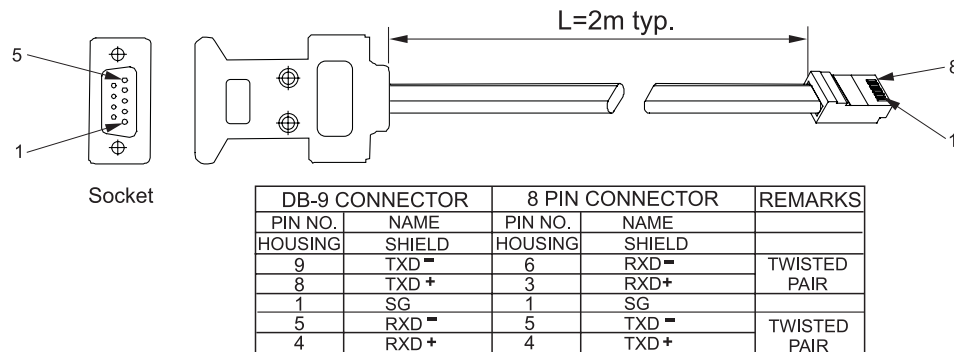 L=2m typ.
5
1
8
1
Socket
DB-9 CONNECTOR 8 PIN CONNECTOR REMARKS
PIN NO. NAME PIN NO. NAME
HOUSING SHIELD HOUSING SHIELD
9 TXD - 6 RXD - TWISTED
8 TXD + 3 RXD+ PAIR
1 SG 1 SG
5 RXD - 5 TXD - TWISTED
4 RXD + 4 TXD+ PAIR